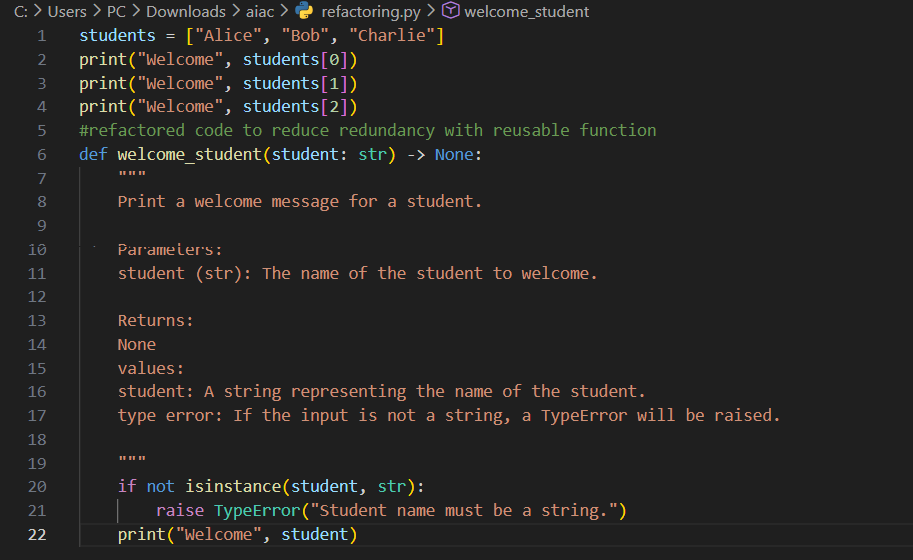 C: > Users > PC > Downloads > aiac > refactoring.py > welcome_student
1 students = ["Alice", "Bob", "Charlie"]
2 print("Welcome", students[0])
3 print("Welcome", students[1])
4 print("Welcome", students[2])
5 #refactored code to reduce redundancy with reusable function
6 def welcome_student(student: str) -> None:
7     """
8     Print a welcome message for a student.
9
10     Parameters:
11     student (str): The name of the student to welcome.
12
13     Returns:
14     None
15     values:
16     student: A string representing the name of the student.
17     type error: If the input is not a string, a TypeError will be raised.
18
19     """
20     if not isinstance(student, str):
21         raise TypeError("Student name must be a string.")
22     print("Welcome", student)